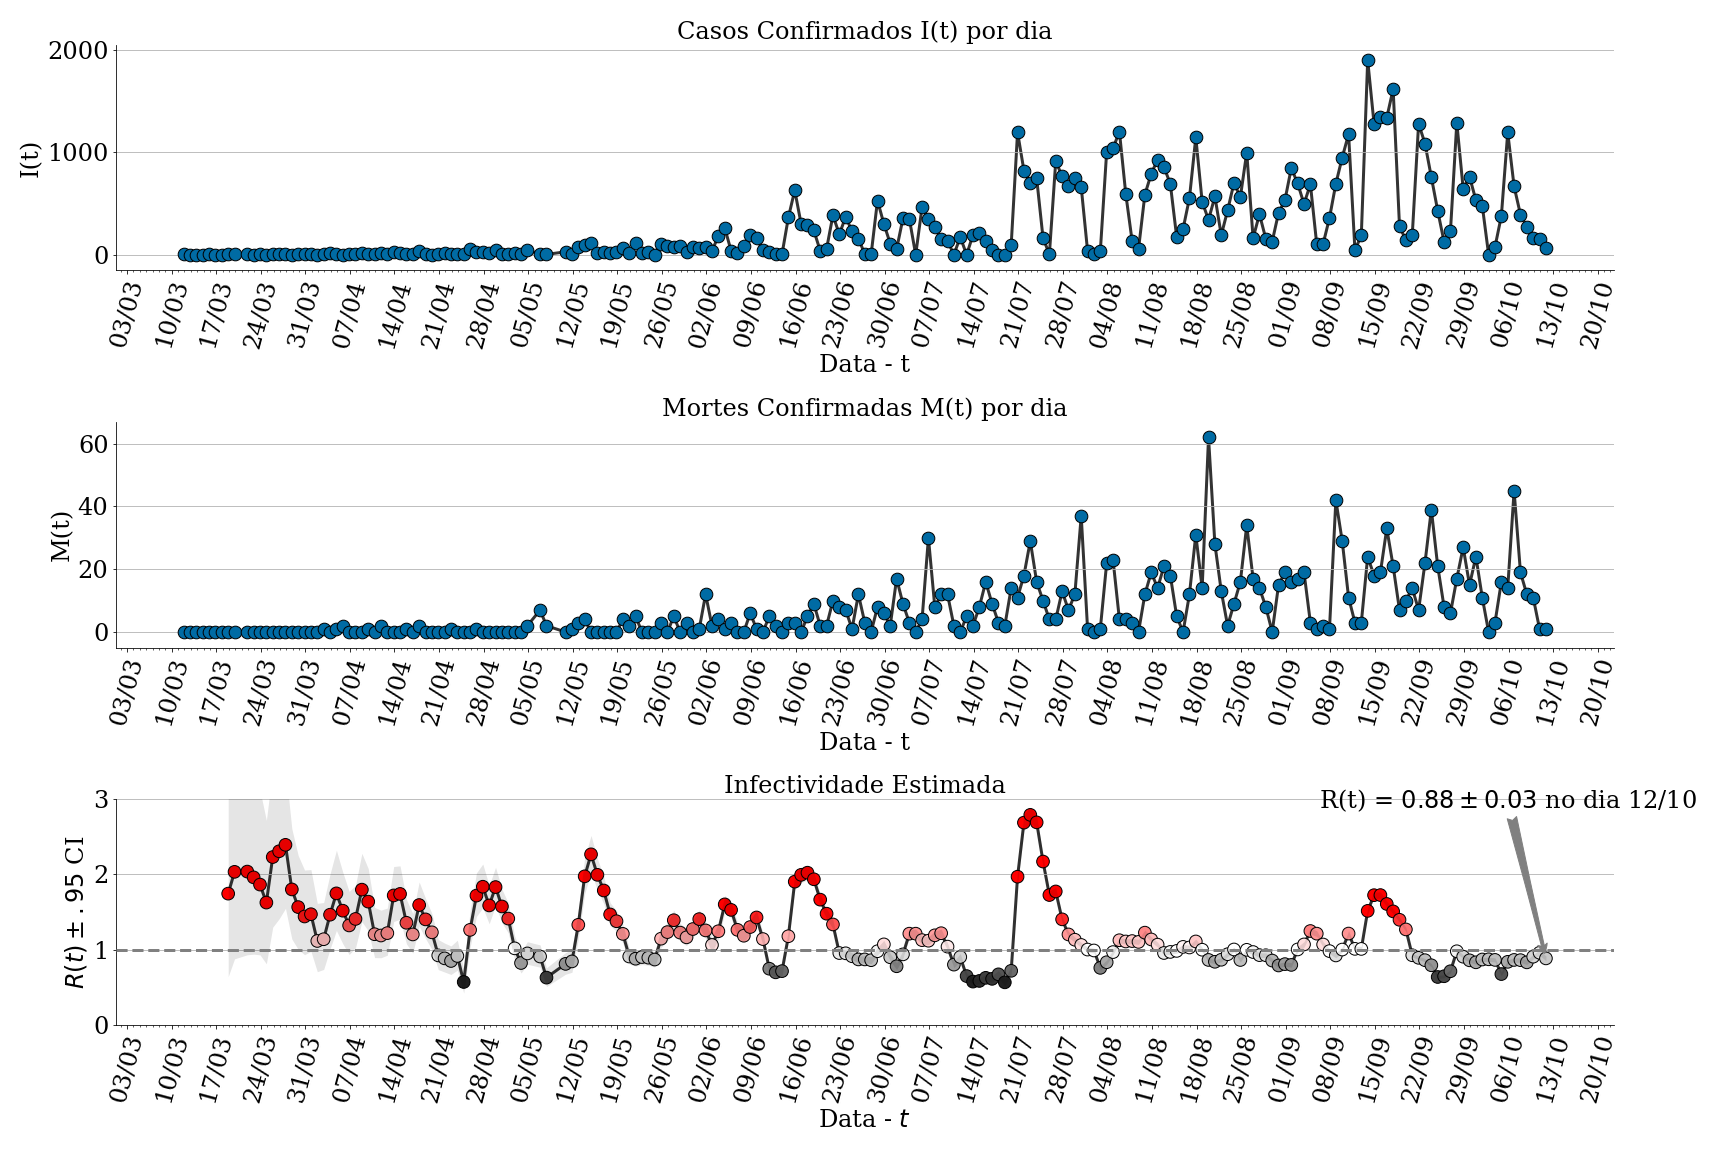 Casos Confirmados I(t) por dia
2000
1000
0
I(t)
03/03 10/03 17/03 24/03 31/03 07/04 14/04 21/04 28/04 05/05 12/05 19/05 26/05 02/06 09/06 16/06 23/06 30/06 07/07 14/07 21/07 28/07 04/08 11/08 18/08 25/08 01/09 08/09 15/09 22/09 29/09 06/10 13/10 20/10
Data - t
Mortes Confirmadas M(t) por dia
60
40
20
0
M(t)
03/03 10/03 17/03 24/03 31/03 07/04 14/04 21/04 28/04 05/05 12/05 19/05 26/05 02/06 09/06 16/06 23/06 30/06 07/07 14/07 21/07 28/07 04/08 11/08 18/08 25/08 01/09 08/09 15/09 22/09 29/09 06/10 13/10 20/10
Data - t
Infectividade Estimada
R(t) = 0.88 ± 0.03 no dia 12/10
3
2
1
0
R(t) ± .95 CI
03/03 10/03 17/03 24/03 31/03 07/04 14/04 21/04 28/04 05/05 12/05 19/05 26/05 02/06 09/06 16/06 23/06 30/06 07/07 14/07 21/07 28/07 04/08 11/08 18/08 25/08 01/09 08/09 15/09 22/09 29/09 06/10 13/10 20/10
Data - t